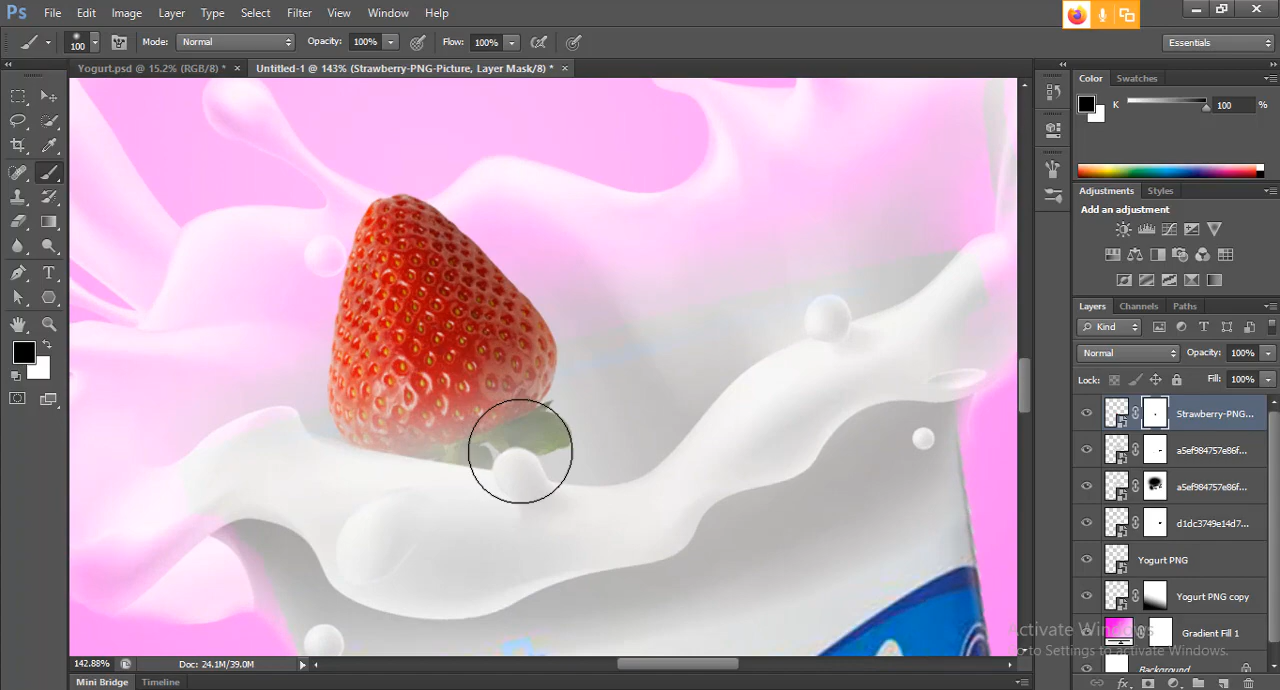 Ps File Edit Image Layer Type Select Filter View Window Help
100 Mode: Normal Opacity: 100% Flow: 100% Essentials
Yogurt.psd @ 15.2% (RGB/8) * × Untitled-1 @ 143% (Strawberry-PNG-Picture, Layer Mask/8) * ×
Color Swatches
K 100 %
Adjustments Styles
Add an adjustment
Layers Channels Paths
Kind
Normal Opacity: 100%
Lock: Fill: 100%
Strawberry-PNG...
a5ef984757e86f...
a5ef984757e86f...
d1dc3749e14d7...
Yogurt PNG
Yogurt PNG copy
Gradient Fill 1
Background
Activate Windows
Go to Settings to activate Windows.
142.88% Doc: 24.1M/39.0M
Mini Bridge Timeline